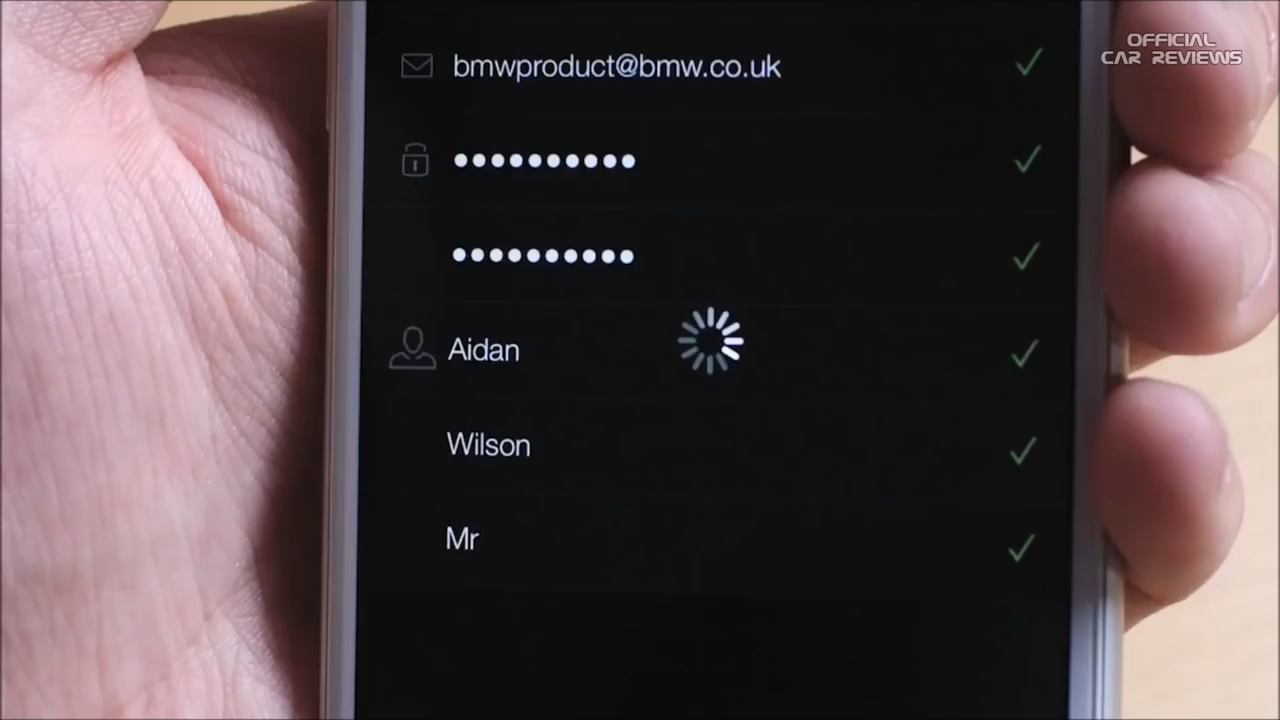 OFFICIAL
CAR REVIEWS
bmwproduct@bmw.co.uk
••••••••••
••••••••••
Aidan
Wilson
Mr